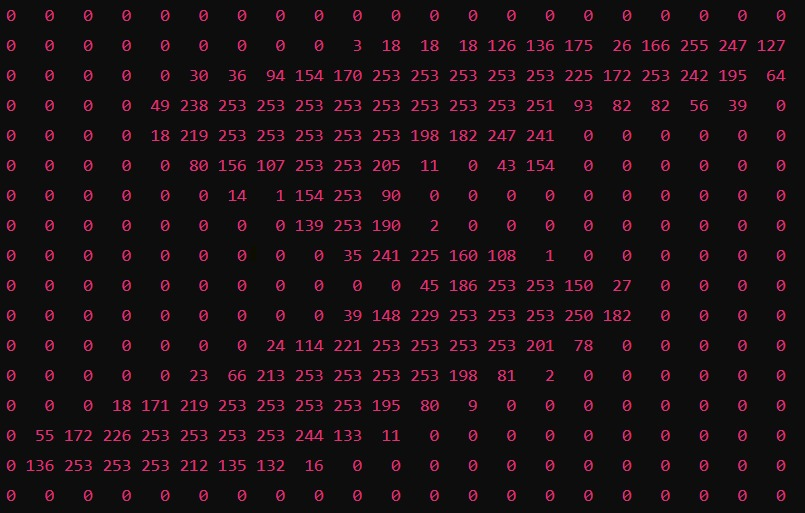 0 0 0 0 0 0 0 0 0 0 0 0 0 0 0 0 0 0 0 0 0
0 0 0 0 0 0 0 0 0 3 18 18 18 126 136 175 26 166 255 247 127
0 0 0 0 0 30 36 94 154 170 253 253 253 253 253 225 172 253 242 195 64
0 0 0 0 49 238 253 253 253 253 253 253 253 253 251 93 82 82 56 39 0
0 0 0 0 18 219 253 253 253 253 253 198 182 247 241 0 0 0 0 0 0
0 0 0 0 0 80 156 107 253 253 205 11 0 43 154 0 0 0 0 0 0
0 0 0 0 0 0 14 1 154 253 90 0 0 0 0 0 0 0 0 0 0
0 0 0 0 0 0 0 0 139 253 190 2 0 0 0 0 0 0 0 0 0
0 0 0 0 0 0 0 0 0 35 241 225 160 108 1 0 0 0 0 0 0
0 0 0 0 0 0 0 0 0 0 0 45 186 253 253 150 27 0 0 0 0
0 0 0 0 0 0 0 0 0 39 148 229 253 253 253 250 182 0 0 0 0
0 0 0 0 0 0 0 24 114 221 253 253 253 253 201 78 0 0 0 0 0
0 0 0 0 0 23 66 213 253 253 253 253 198 81 2 0 0 0 0 0 0
0 0 0 18 171 219 253 253 253 253 195 80 9 0 0 0 0 0 0 0 0
0 55 172 226 253 253 253 253 244 133 11 0 0 0 0 0 0 0 0 0 0
0 136 253 253 253 212 135 132 16 0 0 0 0 0 0 0 0 0 0 0 0
0 0 0 0 0 0 0 0 0 0 0 0 0 0 0 0 0 0 0 0 0